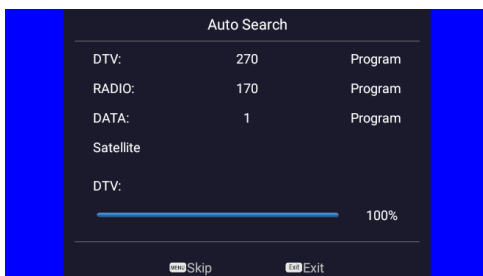 Auto Search
DTV: 270 Program
RADIO: 170 Program
DATA: 1 Program
Satellite
DTV:
100%
MENU Skip Exit Exit